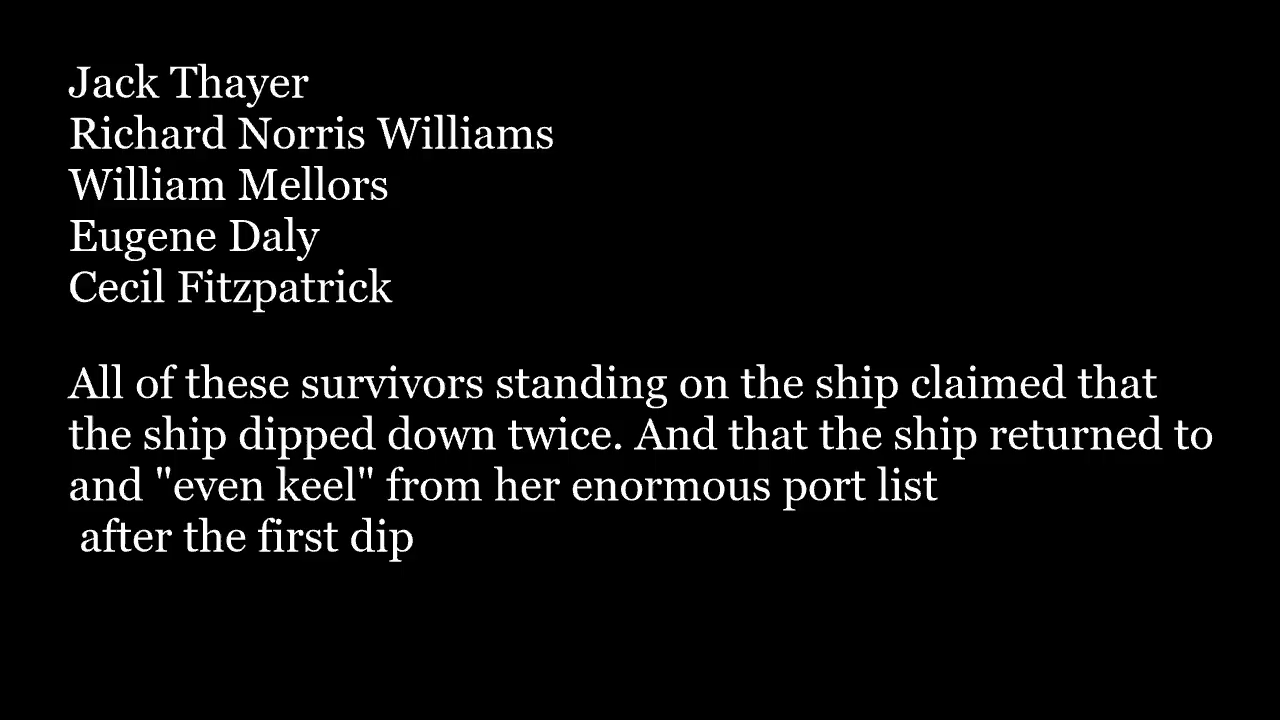 Jack Thayer
Richard Norris Williams
William Mellors
Eugene Daly
Cecil Fitzpatrick
All of these survivors standing on the ship claimed that
the ship dipped down twice. And that the ship returned to
and "even keel" from her enormous port list
after the first dip